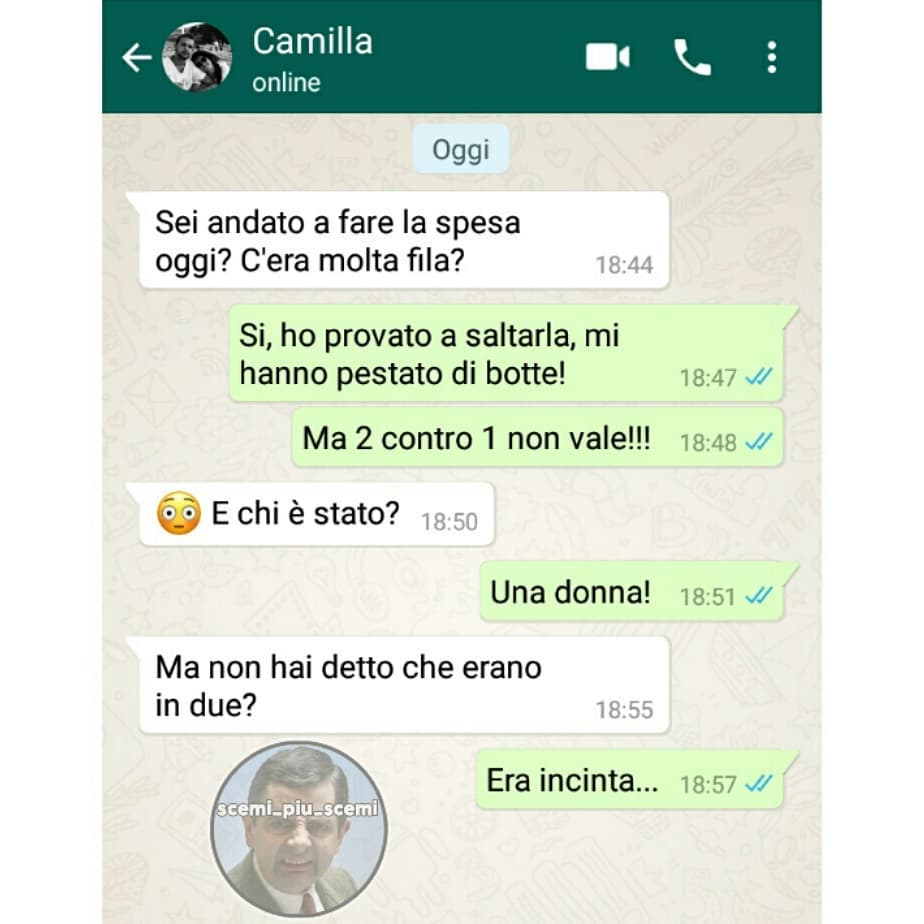 Camilla
online
Oggi
Sei andato a fare la spesa
oggi? C'era molta fila?
18:44
Si, ho provato a saltarla, mi
hanno pestato di botte!
18:47
Ma 2 contro 1 non vale!!!
18:48
😳 E chi è stato?
18:50
Una donna!
18:51
Ma non hai detto che erano
in due?
18:55
Era incinta...
18:57
scemi_piu_scemi